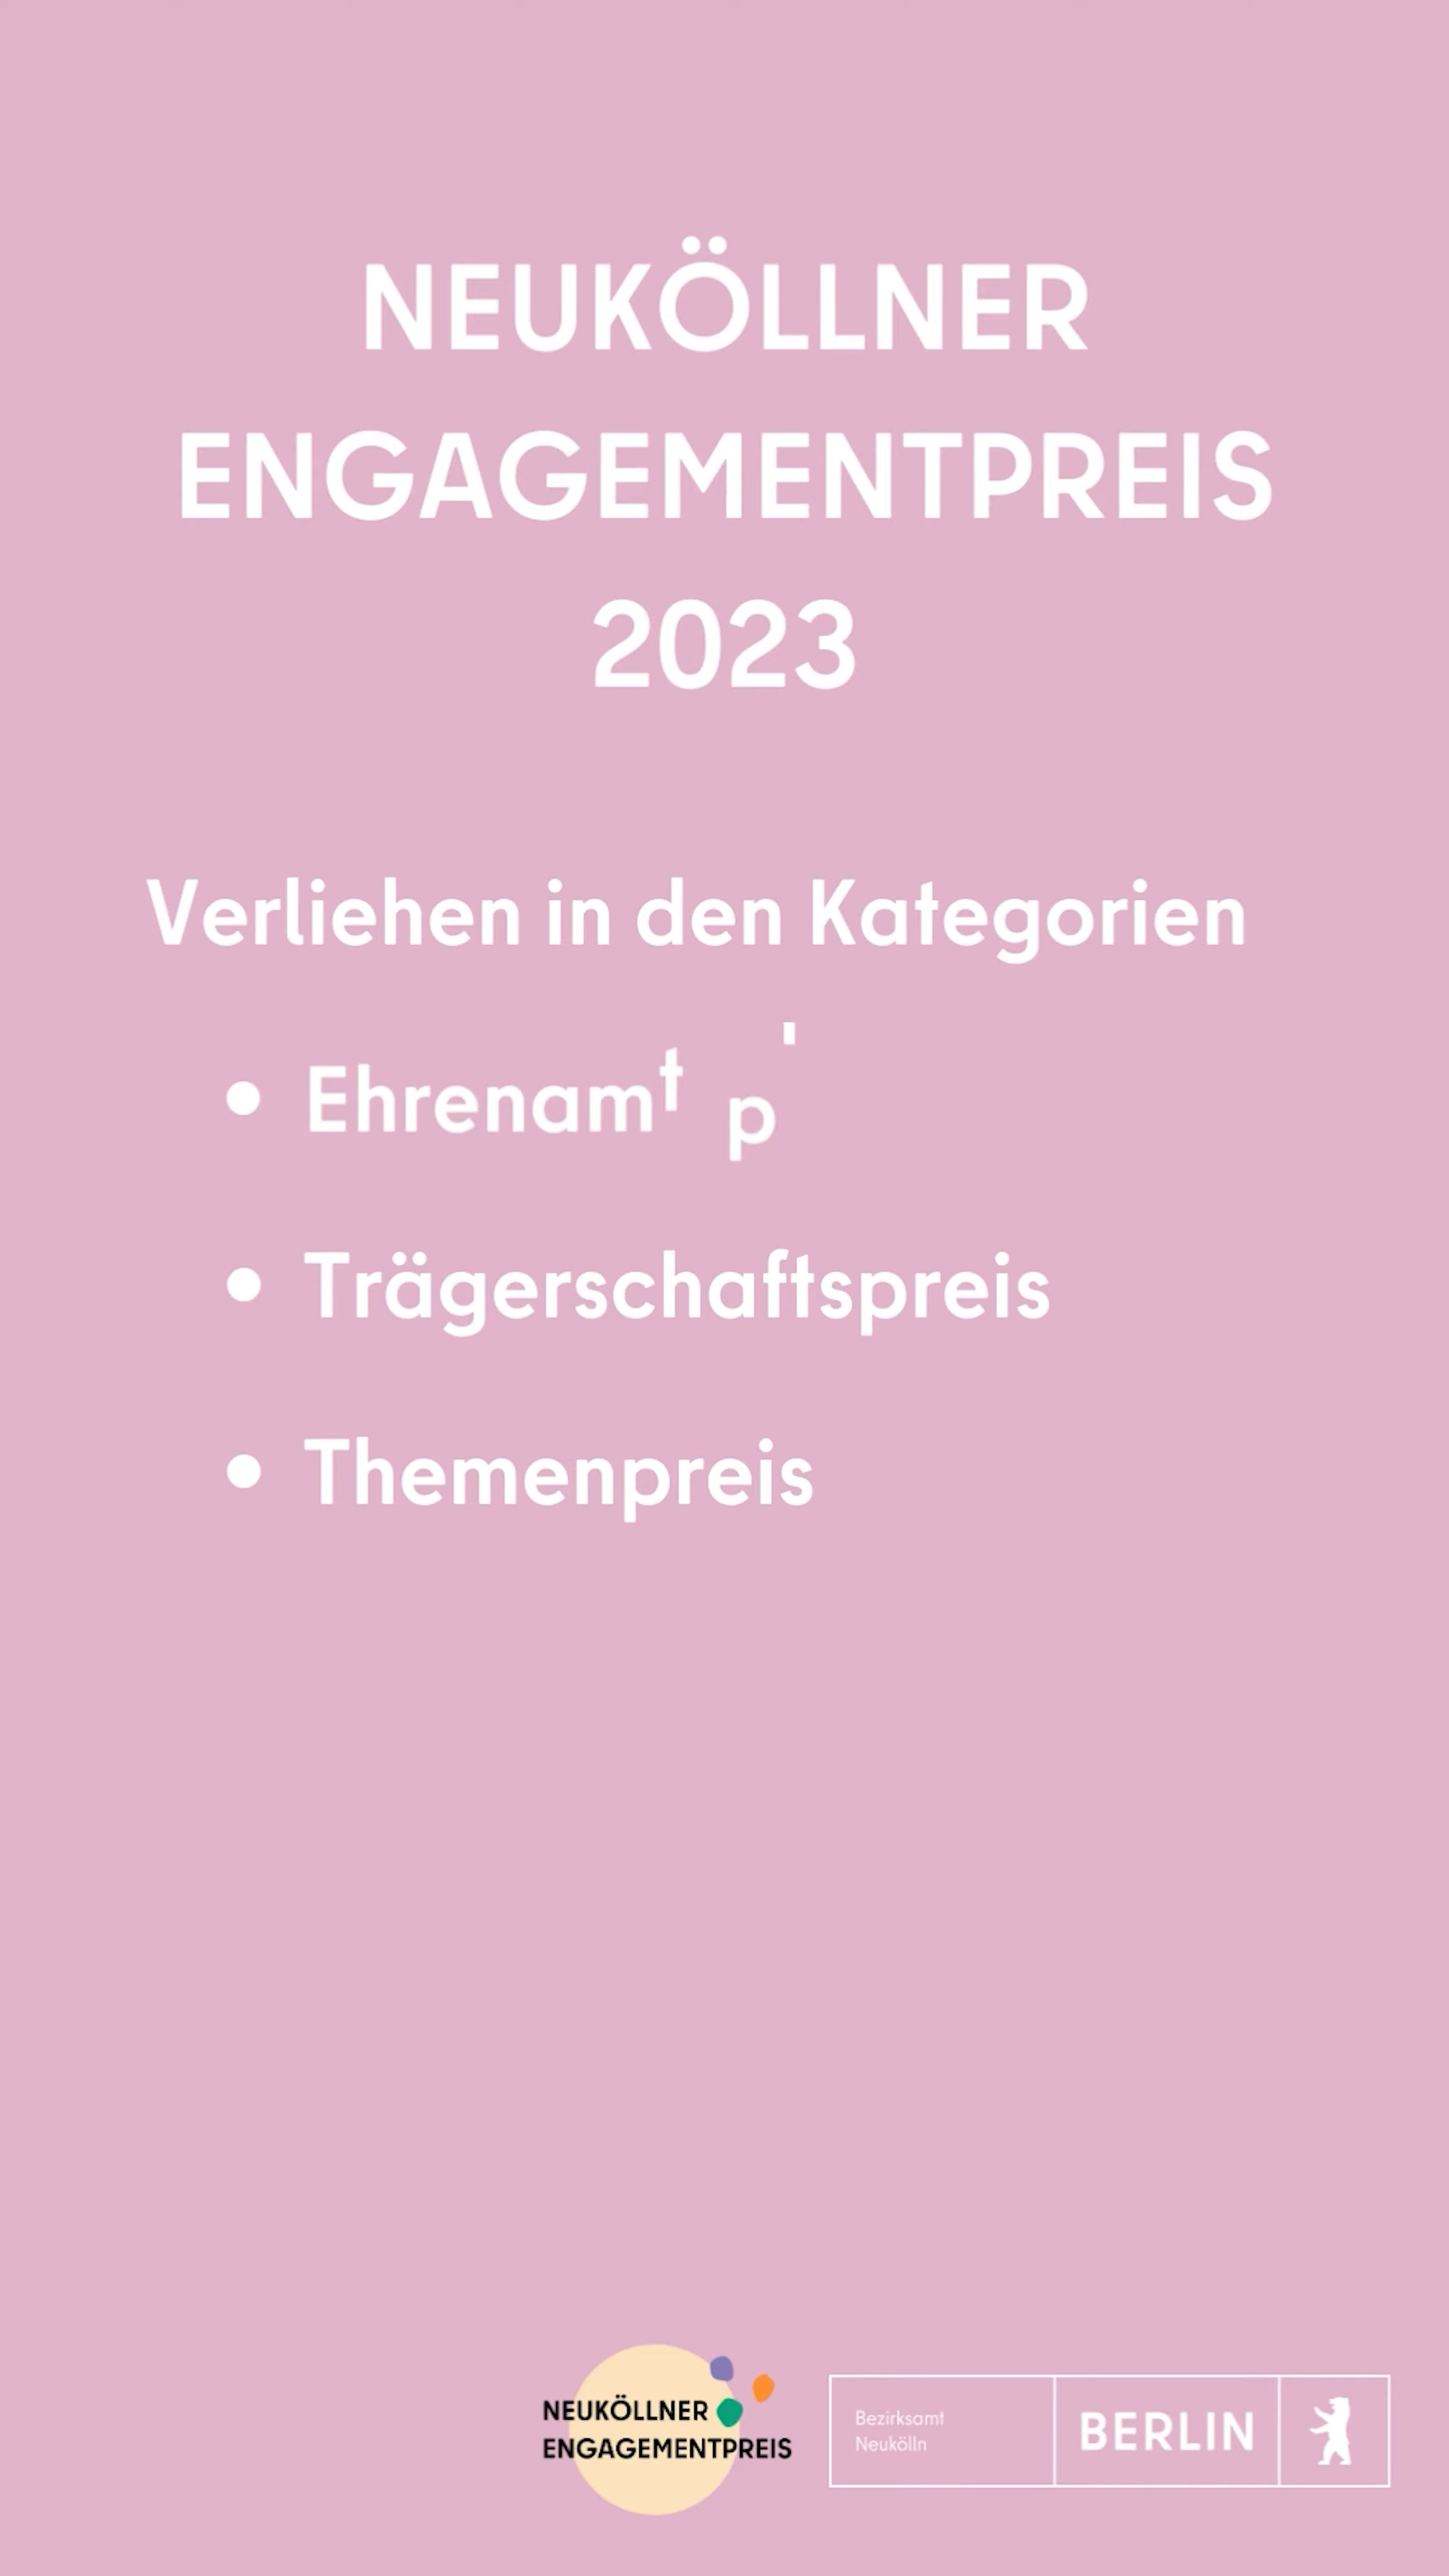 NEUKÖLLNER
ENGAGEMENTPREIS
2023
Verliehen in den Kategorien
• Ehrenamt p
• Trägerschaftspreis
• Themenpreis
NEUKÖLLNER
ENGAGEMENTPREIS
Bezirksamt
Neukölln
BERLIN